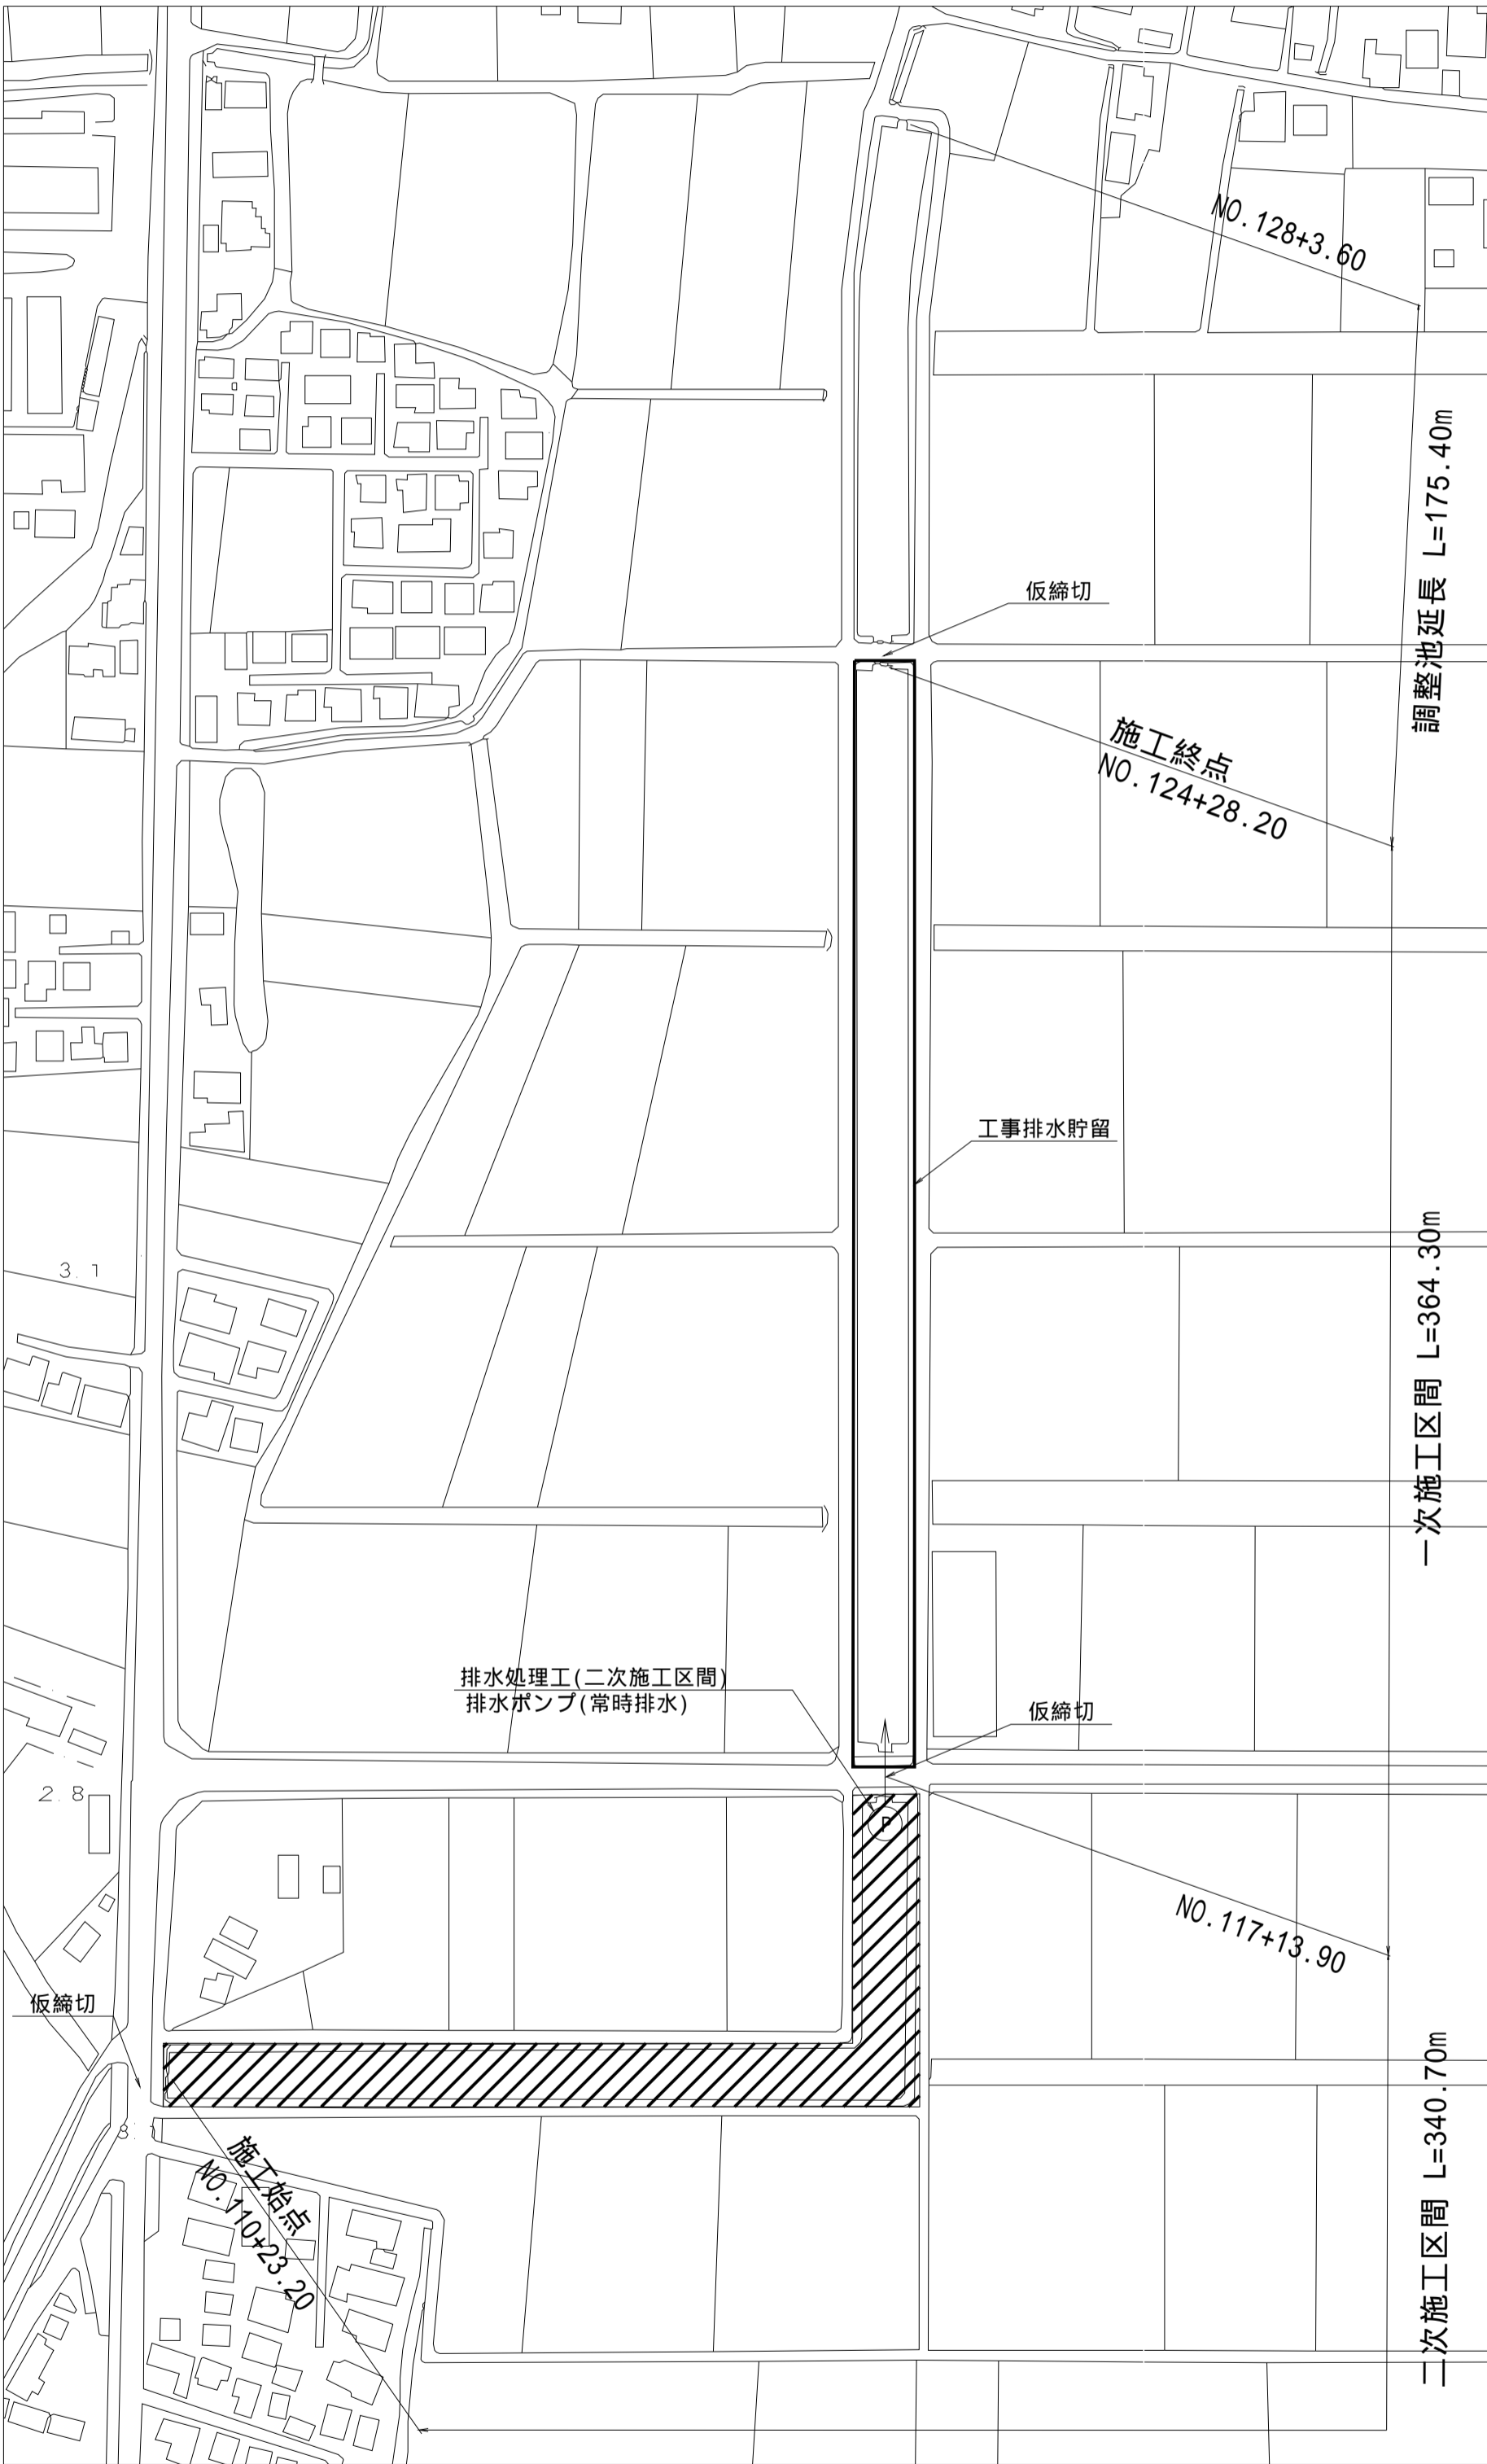 NO.128+3.60
調整池延長 L=175.40m
仮締切
施工終点
NO.124+28.20
工事排水貯留
一次施工区間 L=364.30m
3.1
排水処理工(二次施工区間)
排水ポンプ(常時排水)
仮締切
2.8
P
NO.117+13.90
仮締切
二次施工区間 L=340.70m
施工始点
NO.110+23.20